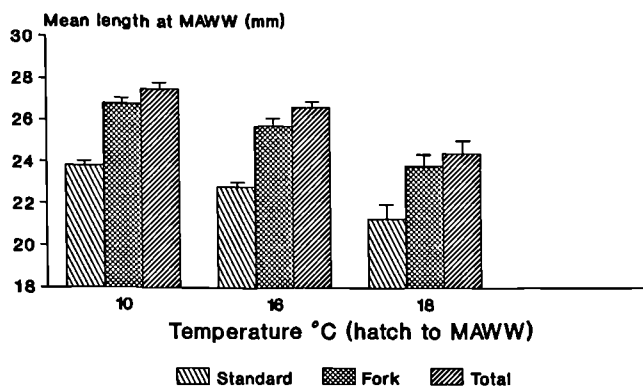 Mean length at MAWW (mm)
30
28
26
24
22
20
18
10 16 18
Temperature °C (hatch to MAWW)
Standard Fork Total